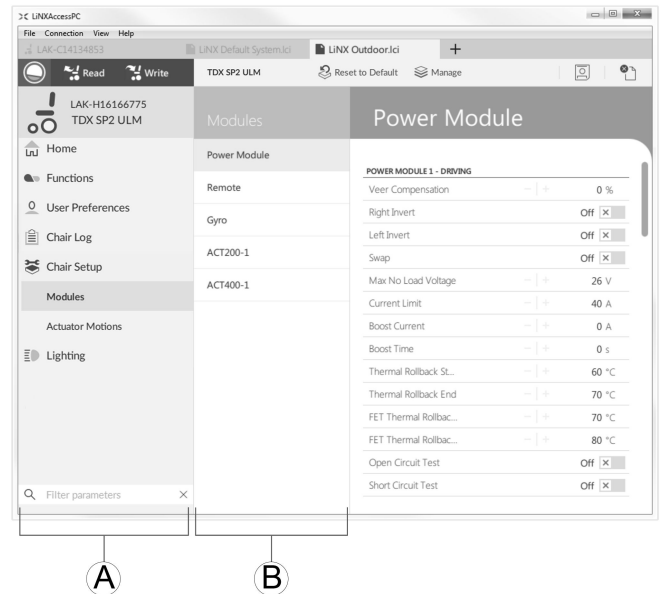 LiNXAccessPC
File Connection View Help
LAK-C14134853 LiNX Default System.lci LiNX Outdoor.lci +
Read Write TDX SP2 ULM Reset to Default Manage
LAK-H16166775
TDX SP2 ULM
Home
Functions
User Preferences
Chair Log
Chair Setup
Modules
Actuator Motions
Lighting
Filter parameters
Modules
Power Module
Remote
Gyro
ACT200-1
ACT400-1
Power Module
POWER MODULE 1 - DRIVING
Veer Compensation − + 0 %
Right Invert Off
Left Invert Off
Swap Off
Max No Load Voltage − + 26 V
Current Limit − + 40 A
Boost Current − + 0 A
Boost Time − + 0 s
Thermal Rollback St... − + 60 °C
Thermal Rollback End − + 70 °C
FET Thermal Rollbac... − + 70 °C
FET Thermal Rollbac... − + 80 °C
Open Circuit Test Off
Short Circuit Test Off
A B